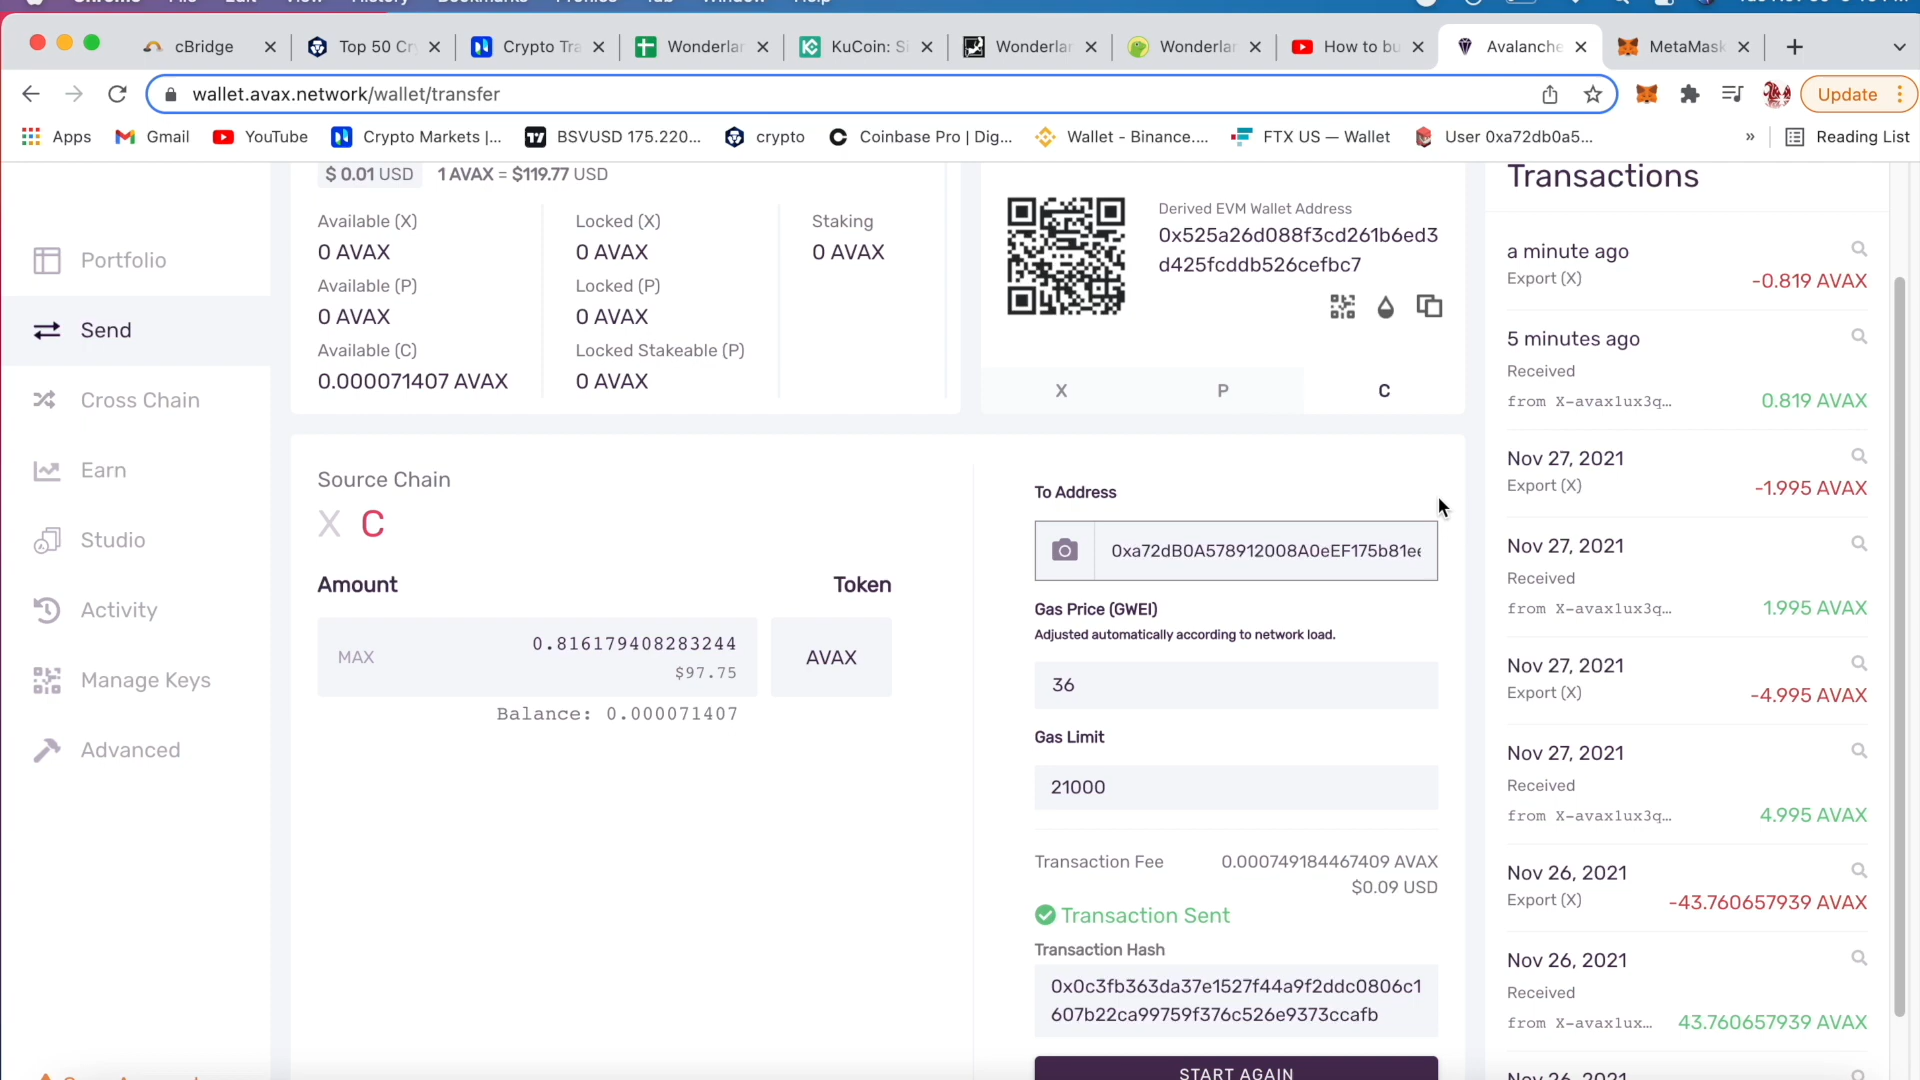 cBridge
Top 50 Cr
Crypto Tra
Wonderlar
KuCoin: Si
Wonderlar
Wonderlar
How to bu
Avalanche
MetaMask
wallet.avax.network/wallet/transfer
Update
Apps
Gmail
YouTube
Crypto Markets |...
BSVUSD 175.220...
crypto
Coinbase Pro | Dig...
Wallet - Binance....
FTX US — Wallet
User 0xa72db0a5...
»
Reading List
Portfolio
Send
Cross Chain
Earn
Studio
Activity
Manage Keys
Advanced
$ 0.01 USD 1 AVAX = $119.77 USD
Available (X)
0 AVAX
Available (P)
0 AVAX
Available (C)
0.000071407 AVAX
Locked (X)
0 AVAX
Locked (P)
0 AVAX
Locked Stakeable (P)
0 AVAX
Staking
0 AVAX
Derived EVM Wallet Address
0x525a26d088f3cd261b6ed3
d425fcddb526cefbc7
X P C
Source Chain
X C
Amount Token
MAX 0.816179408283244 AVAX
$97.75
Balance: 0.000071407
To Address
0xa72dB0A578912008A0eEF175b81e
Gas Price (GWEI)
Adjusted automatically according to network load.
36
Gas Limit
21000
Transaction Fee 0.000749184467409 AVAX
$0.09 USD
Transaction Sent
Transaction Hash
0x0c3fb363da37e1527f44a9f2ddc0806c1
607b22ca99759f376c526e9373ccafb
START AGAIN
Transactions
a minute ago
Export (X) -0.819 AVAX
5 minutes ago
Received
from X-avax1ux3q… 0.819 AVAX
Nov 27, 2021
Export (X) -1.995 AVAX
Nov 27, 2021
Received
from X-avax1ux3q… 1.995 AVAX
Nov 27, 2021
Export (X) -4.995 AVAX
Nov 27, 2021
Received
from X-avax1ux3q… 4.995 AVAX
Nov 26, 2021
Export (X) -43.760657939 AVAX
Nov 26, 2021
Received
from X-avax1ux… 43.760657939 AVAX
Nov 26, 2021